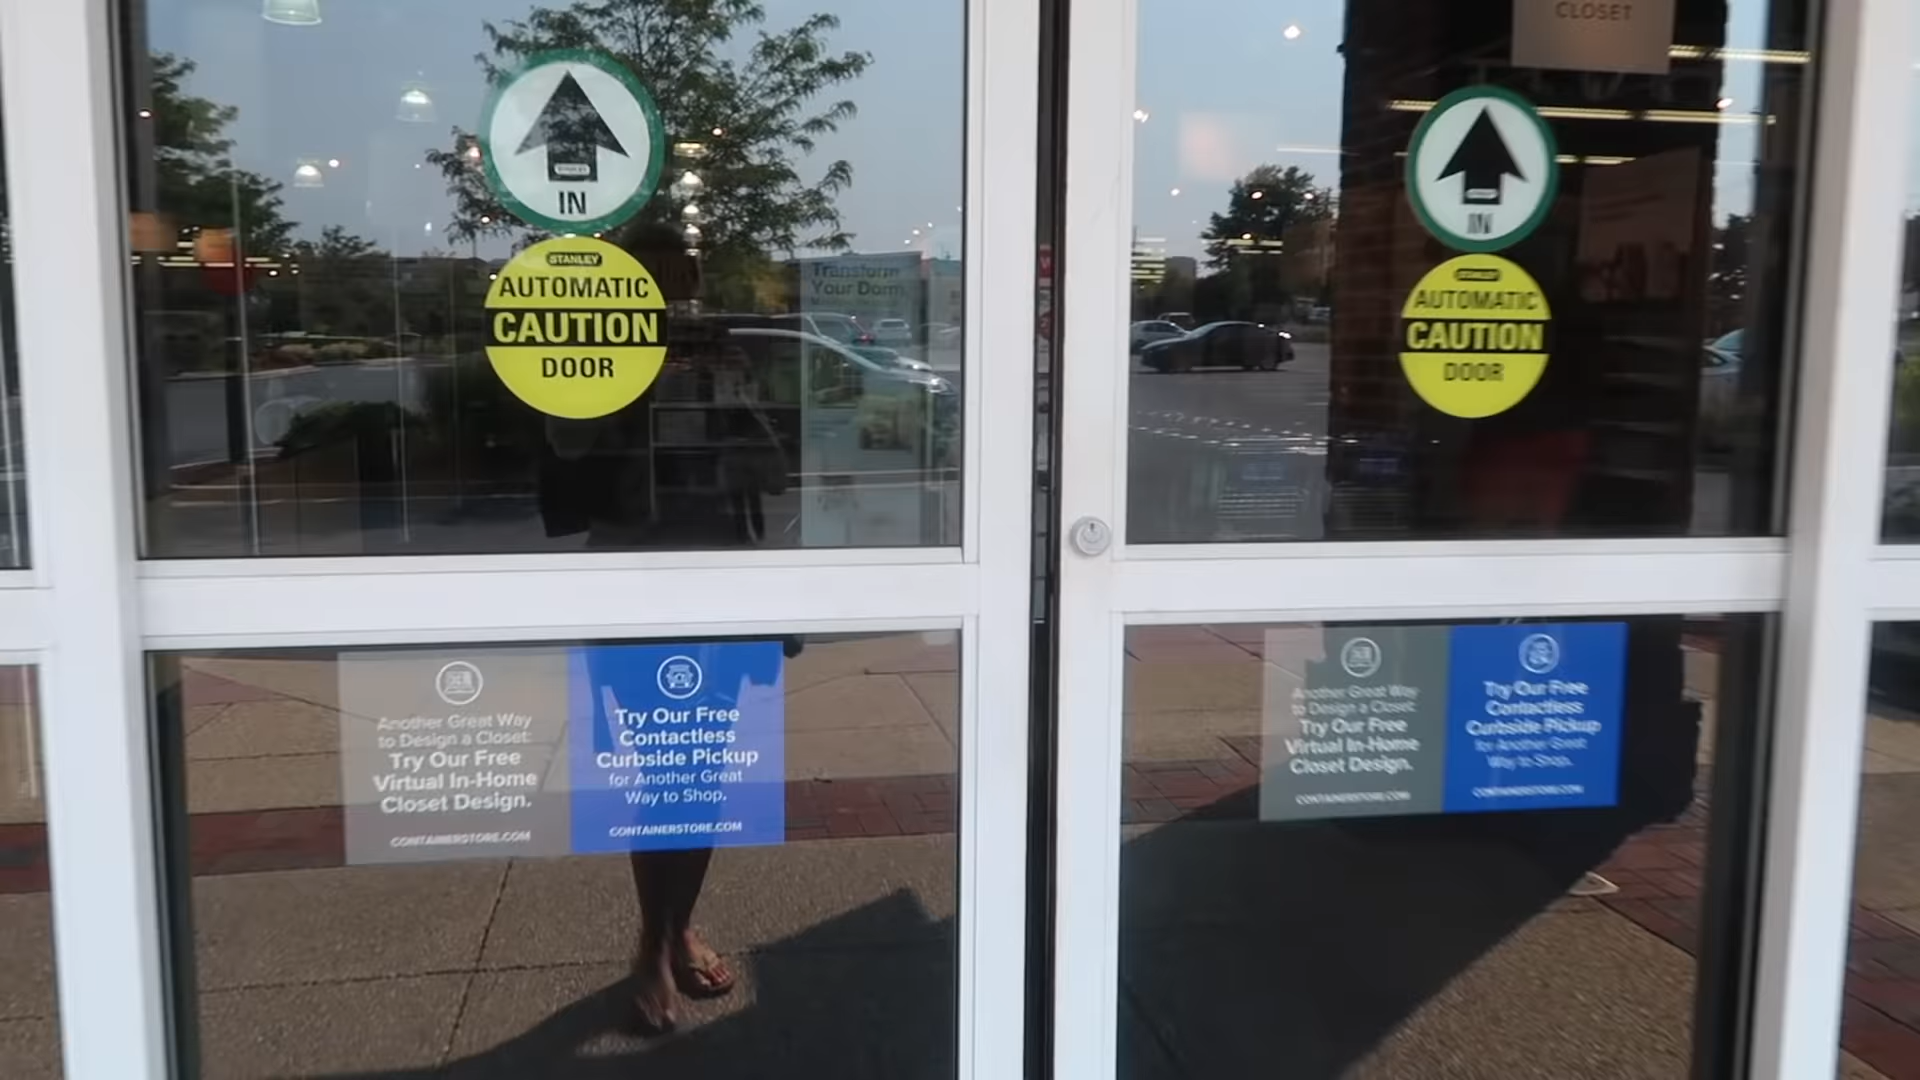 CLOSET
STANLEY
IN
STANLEY
AUTOMATIC
CAUTION
DOOR
Transform
Your Dorm
IN
STANLEY
AUTOMATIC
CAUTION
DOOR
Another Great Way
to Design a Closet:
Try Our Free
Virtual In-Home
Closet Design.
CONTAINERSTORE.COM
Try Our Free
Contactless
Curbside Pickup
for Another Great
Way to Shop.
CONTAINERSTORE.COM
Another Great Way
to Design a Closet:
Try Our Free
Virtual In-Home
Closet Design.
CONTAINERSTORE.COM
Try Our Free
Contactless
Curbside Pickup
for Another Great
Way to Shop.
CONTAINERSTORE.COM